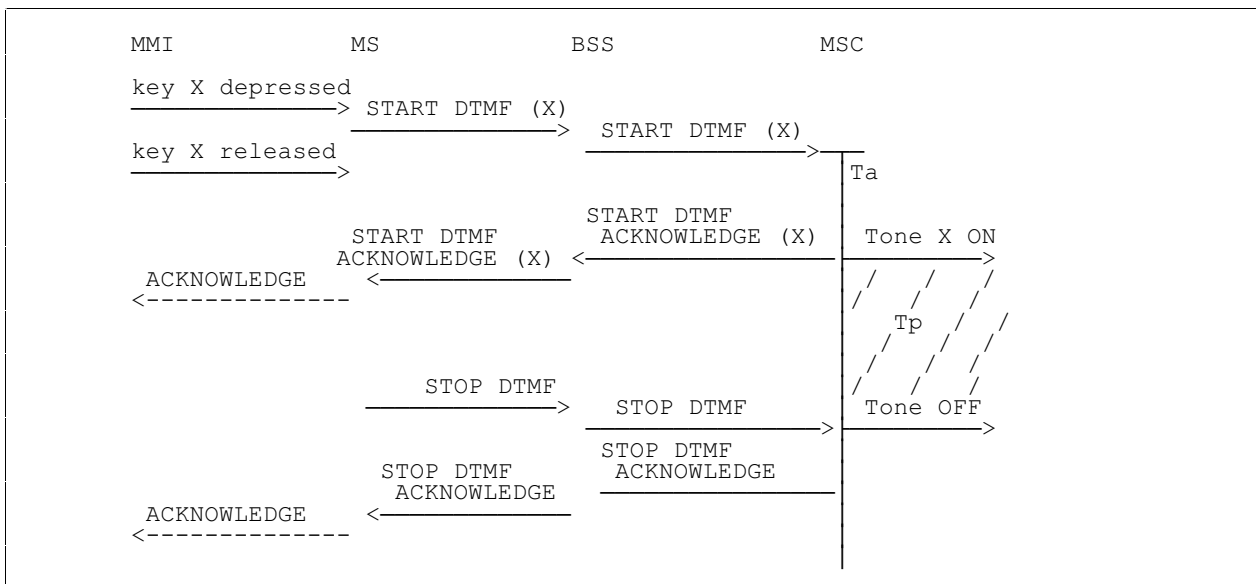 MMI MS BSS MSC
key X depressed
START DTMF (X)
START DTMF (X)
key X released
Ta
START DTMF
ACKNOWLEDGE (X) Tone X ON
START DTMF
ACKNOWLEDGE (X)
ACKNOWLEDGE
Tp
STOP DTMF
STOP DTMF Tone OFF
STOP DTMF
ACKNOWLEDGE
STOP DTMF
ACKNOWLEDGE
ACKNOWLEDGE